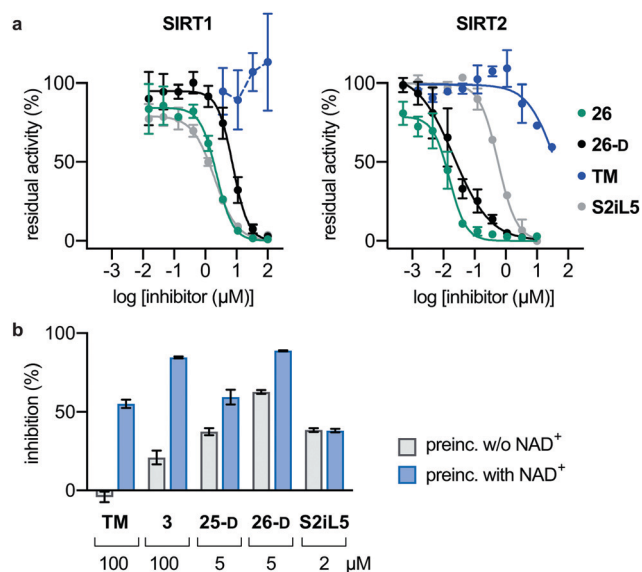 a
SIRT1
SIRT2
residual activity (%)
100
50
0
-3 -2 -1 0 1 2
log [inhibitor (μM)]
residual activity (%)
100
50
0
-3 -2 -1 0 1 2
log [inhibitor (μM)]
26
26-D
TM
S2iL5
b
inhibition (%)
100
50
0
TM 3 25-D 26-D S2iL5
100 100 5 5 2 μM
preinc. w/o NAD⁺
preinc. with NAD⁺